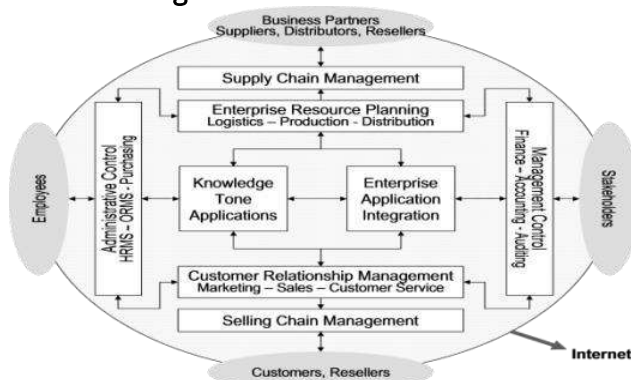 Business Partners
Suppliers, Distributors, Resellers
Supply Chain Management
Enterprise Resource Planning
Logistics – Production - Distribution
Employees
Administrative Control
HRMS – ORMS - Purchasing
Knowledge
Tone
Applications
Enterprise
Application
Integration
Management Control
Finance – Accounting - Auditing
Stakeholders
Customer Relationship Management
Marketing – Sales – Customer Service
Selling Chain Management
Internet
Customers, Resellers